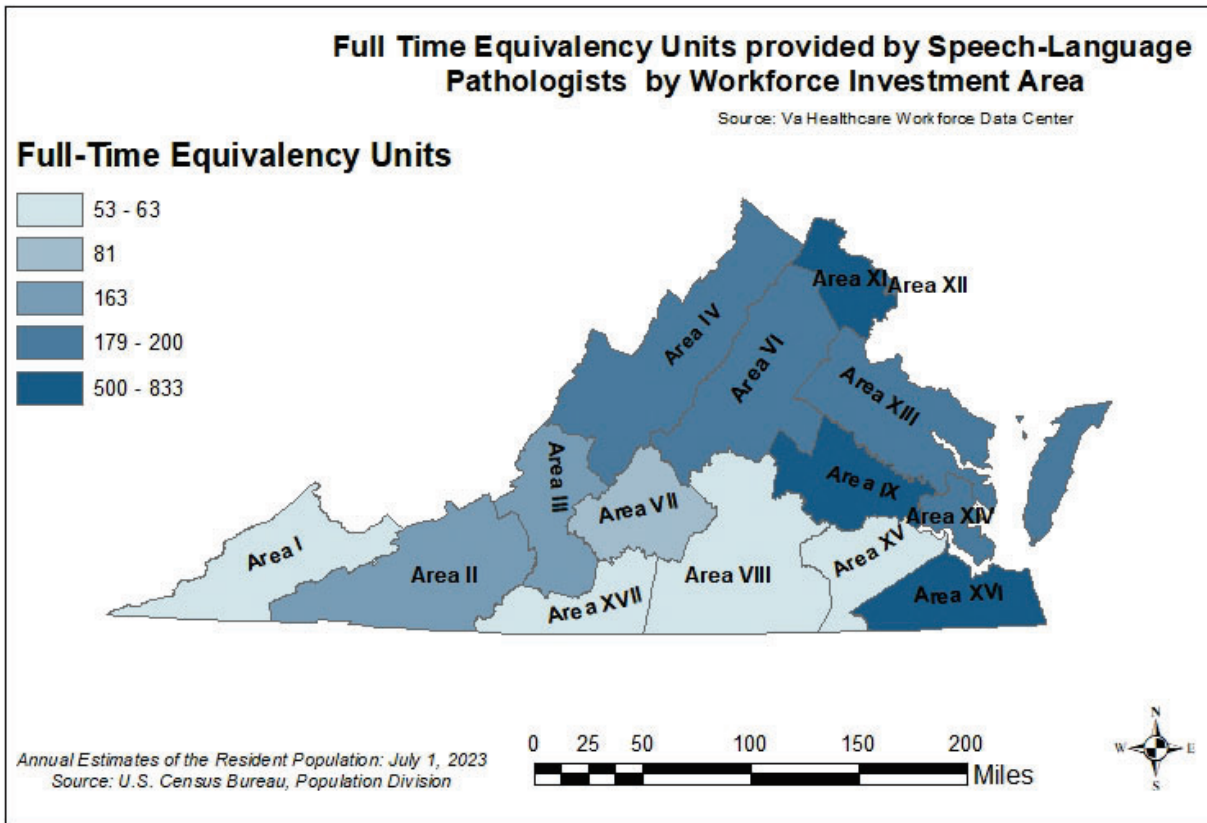 Full Time Equivalency Units provided by Speech-Language
Pathologists by Workforce Investment Area
Source: Va Healthcare Workforce Data Center
Full-Time Equivalency Units
53 - 63
81
163
179 - 200
500 - 833
Area XI
Area XII
Area IV
Area VI
Area XIII
Area III
Area IX
Area VII
Area XIV
Area I
Area XV
Area II
Area VIII
Area XVII
Area XVI
Annual Estimates of the Resident Population: July 1, 2023
Source: U.S. Census Bureau, Population Division
0 25 50 100 150 200
Miles
N
W E
S